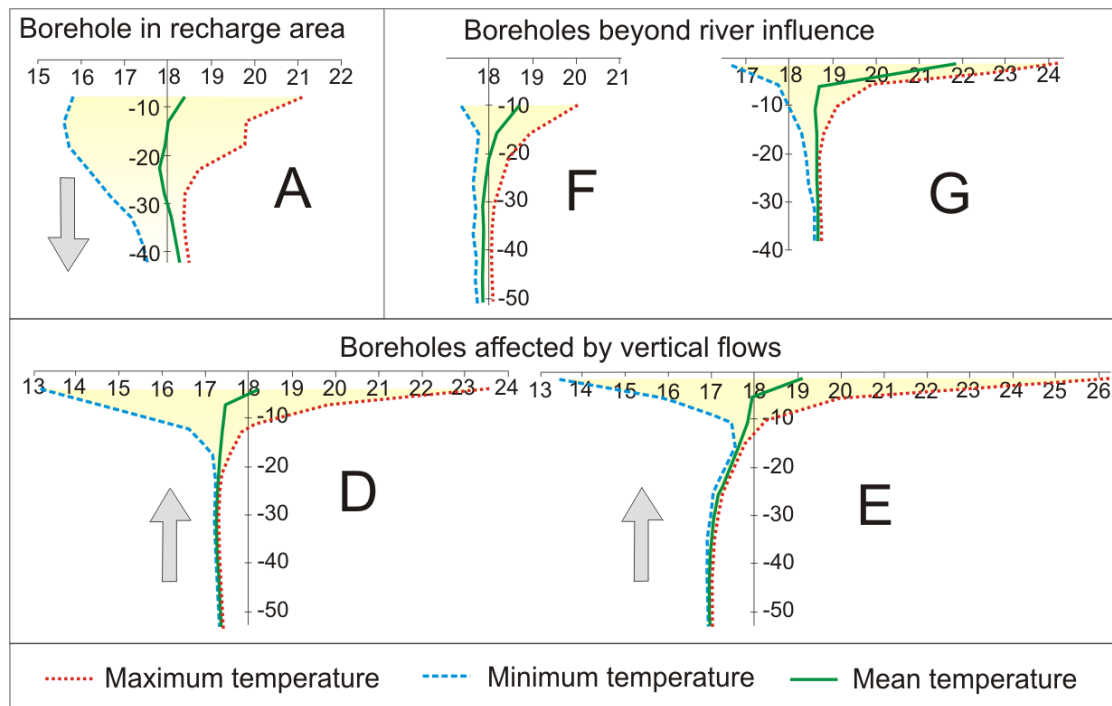 Borehole in recharge area
15 16 17 18 19 20 21 22
-10
-20
-30
-40
A
Boreholes beyond river influence
18 19 20 21
-10
-20
-30
-40
-50
F
17 18 19 20 21 22 23 24
-10
-20
-30
-40
G
Boreholes affected by vertical flows
13 14 15 16 17 18 19 20 21 22 23 24
-10
-20
-30
-40
-50
D
13 14 15 16 17 18 19 20 21 22 23 24 25 26
-10
-20
-30
-40
-50
E
Maximum temperature
Minimum temperature
Mean temperature